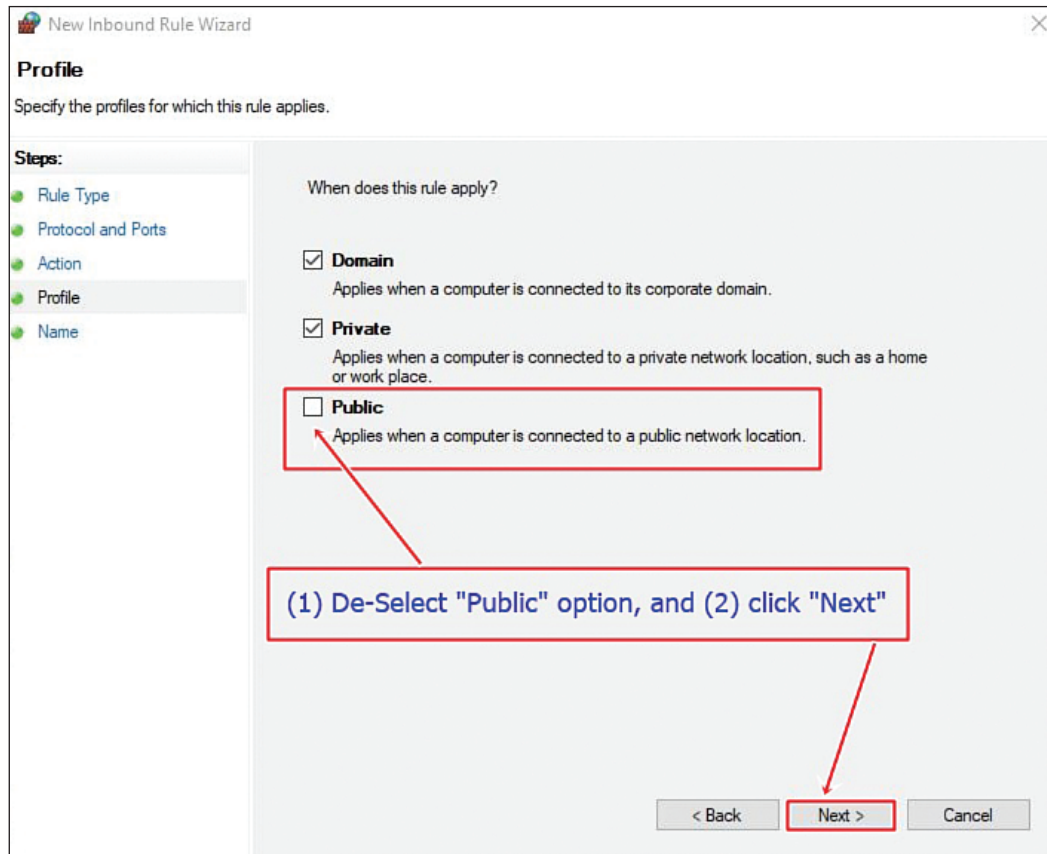 New Inbound Rule Wizard
Profile
Specify the profiles for which this rule applies.
Steps:
Rule Type
Protocol and Ports
Action
Profile
Name
When does this rule apply?
Domain
Applies when a computer is connected to its corporate domain.
Private
Applies when a computer is connected to a private network location, such as a home
or work place.
Public
Applies when a computer is connected to a public network location.
(1) De-Select "Public" option, and (2) click "Next"
< Back
Next >
Cancel